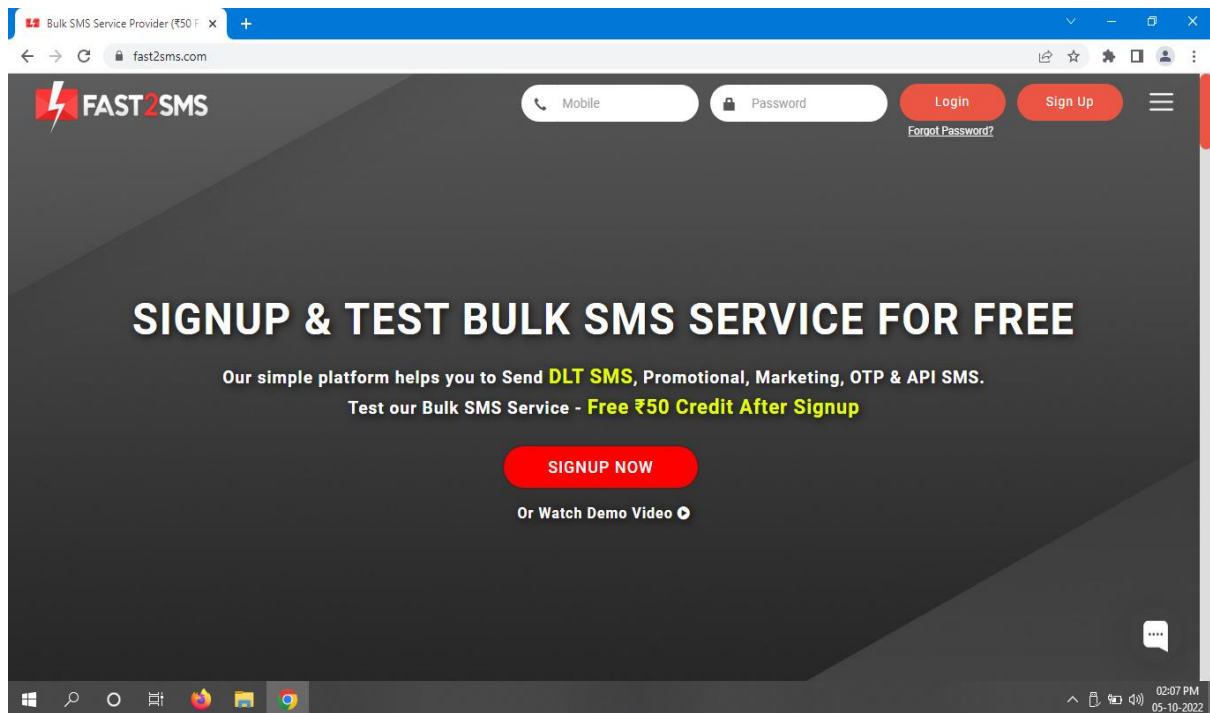 Bulk SMS Service Provider (₹50 F
fast2sms.com
FAST2SMS
Mobile
Password
Login
Sign Up
Forgot Password?
SIGNUP & TEST BULK SMS SERVICE FOR FREE
Our simple platform helps you to Send DLT SMS, Promotional, Marketing, OTP & API SMS.
Test our Bulk SMS Service - Free ₹50 Credit After Signup
SIGNUP NOW
Or Watch Demo Video
02:07 PM
05-10-2022